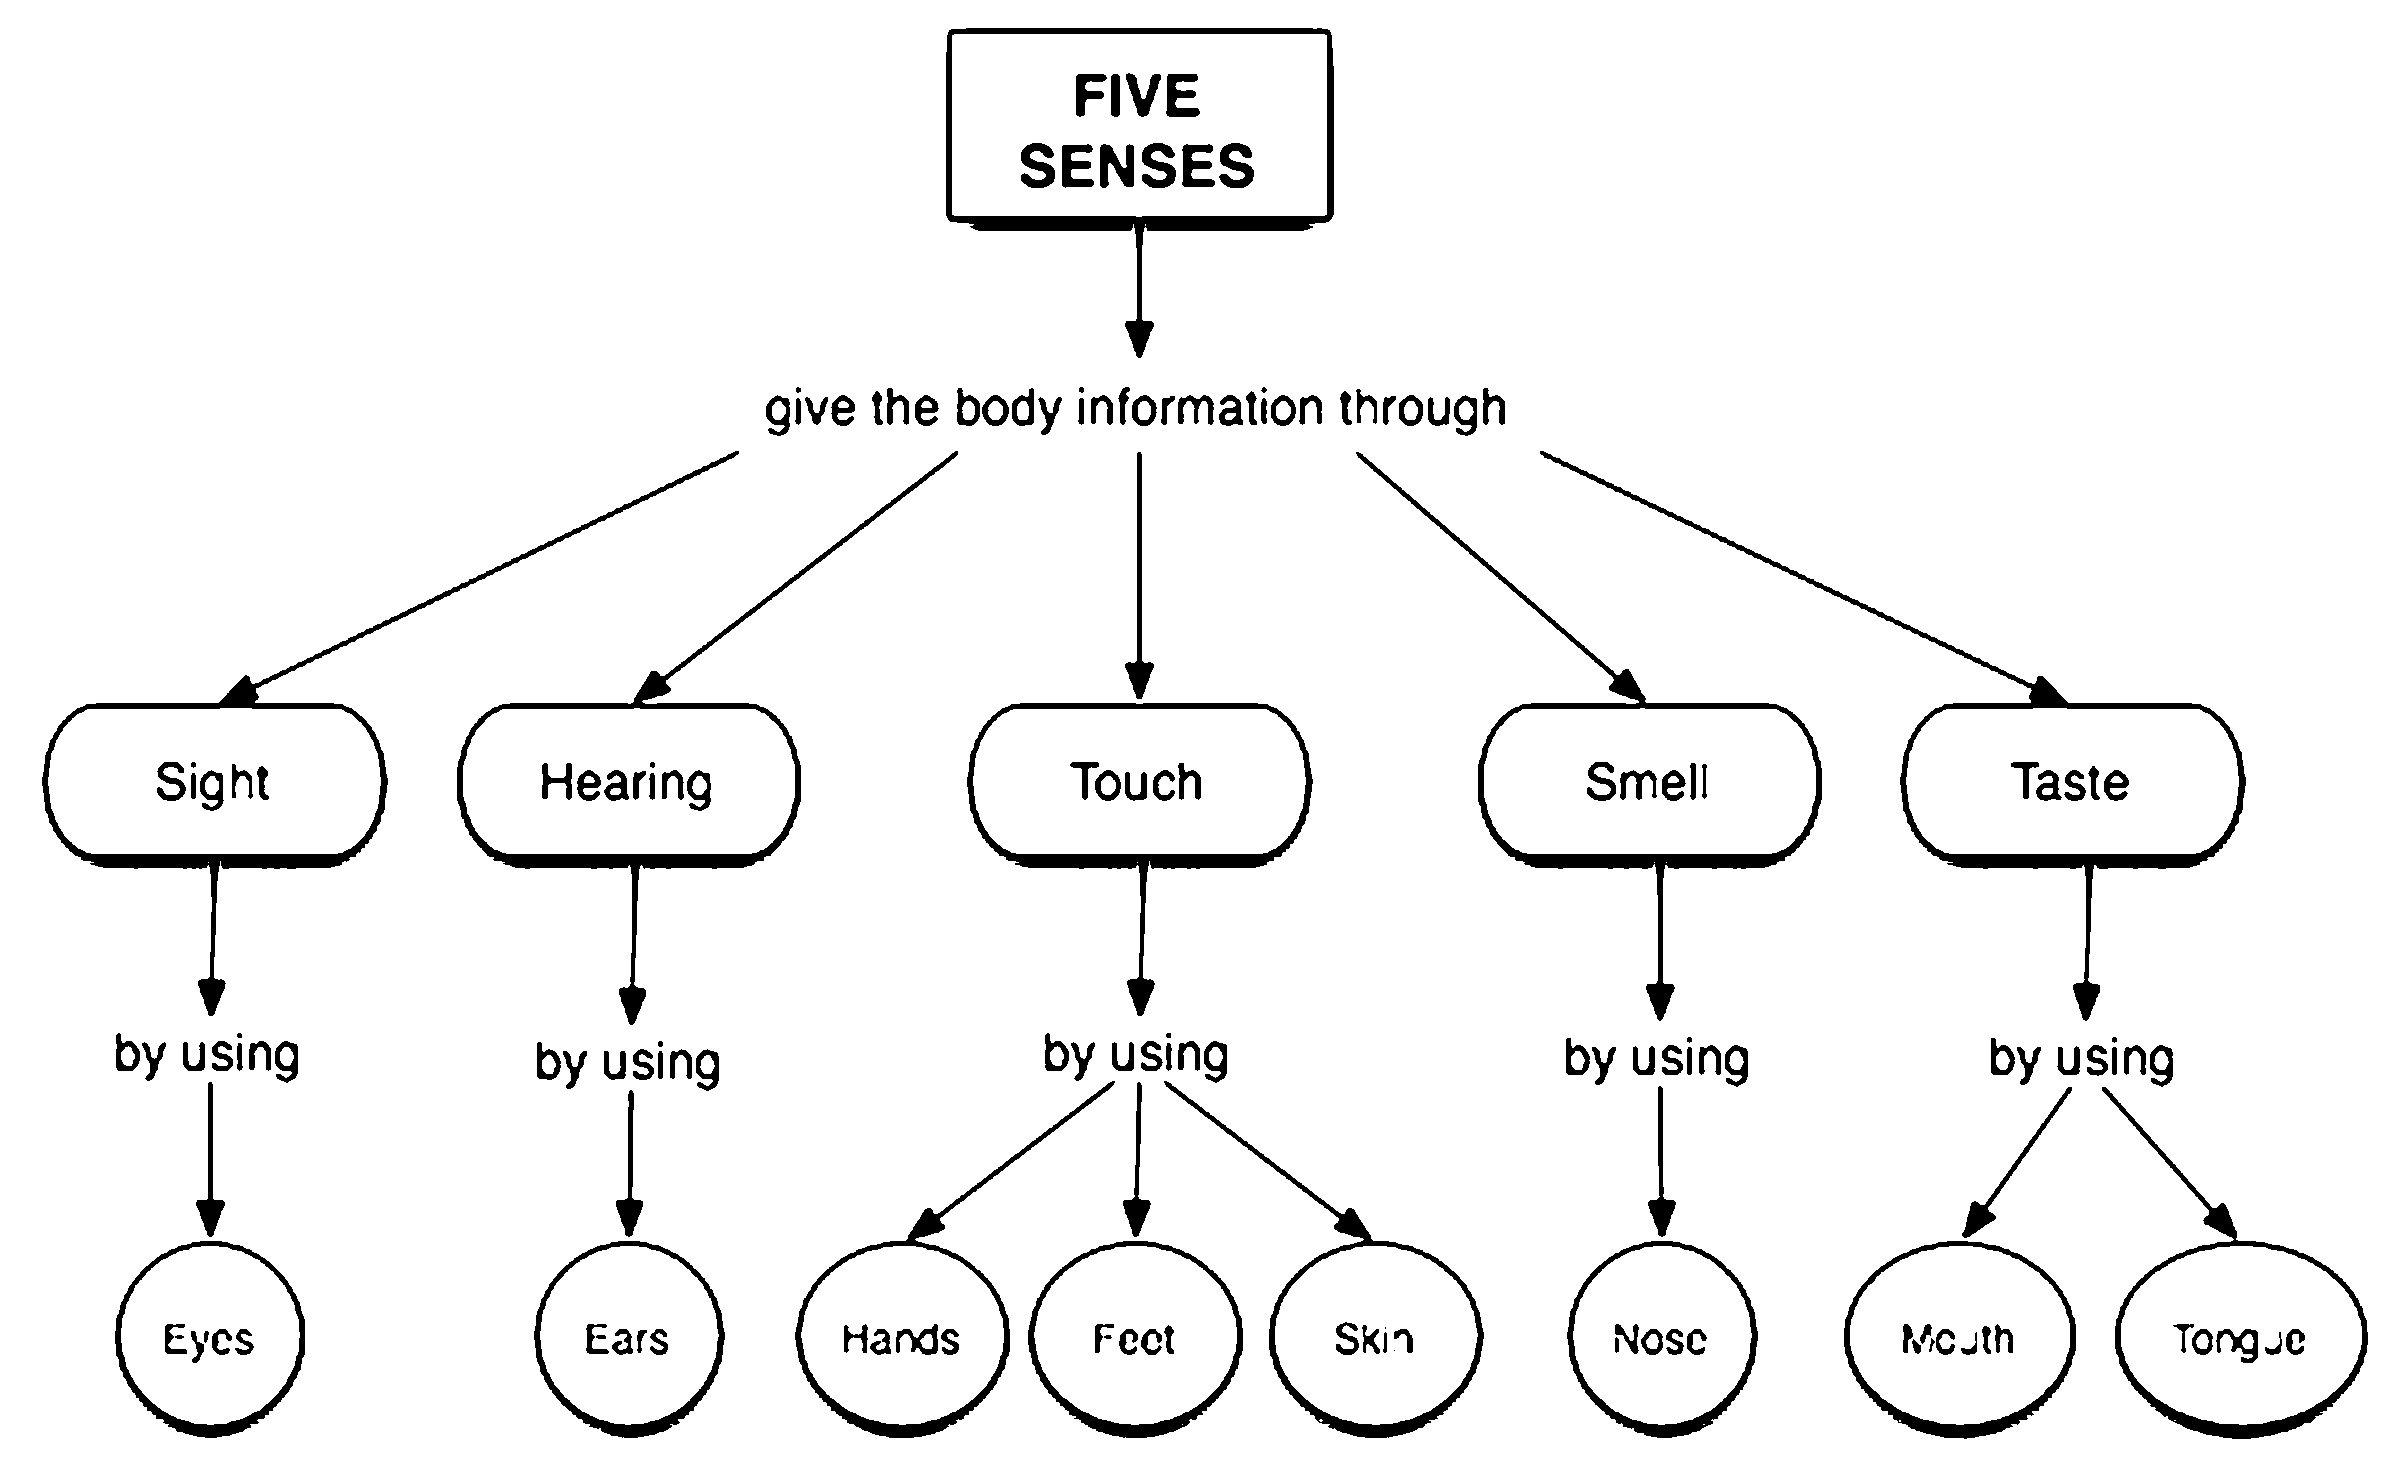 FIVE
SENSES
give the body information through
Sight Hearing Touch Smell Taste
by using by using by using by using by using
Eyes Ears Hands Feet Skin Nose Mouth Tongue